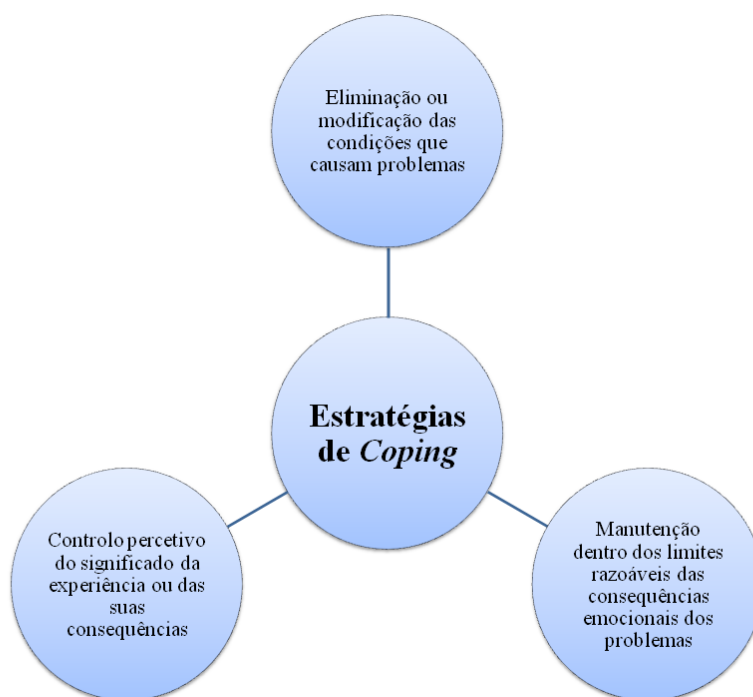 Eliminação ou
modificação das
condições que
causam problemas
Estratégias
de Coping
Controlo percetivo
do significado da
experiência ou das
suas
consequências
Manutenção
dentro dos limites
razoáveis das
consequências
emocionais dos
problemas